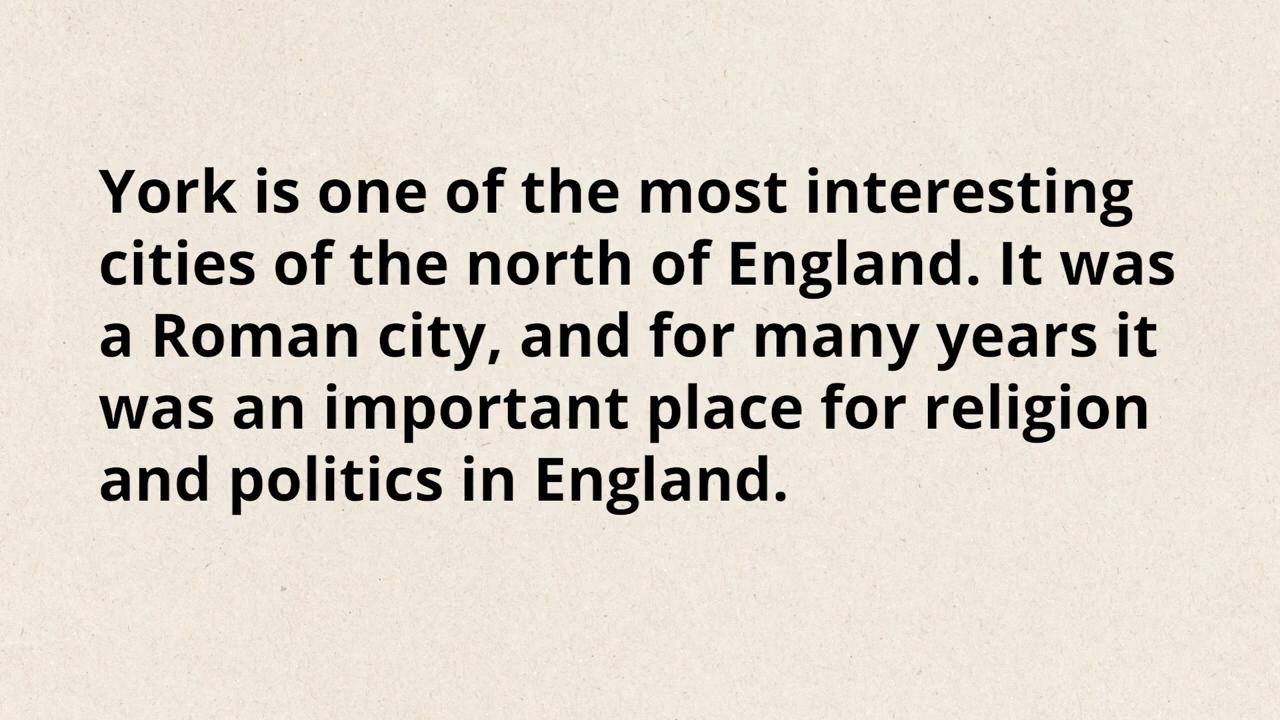 York is one of the most interesting
cities of the north of England. It was
a Roman city, and for many years it
was an important place for religion
and politics in England.